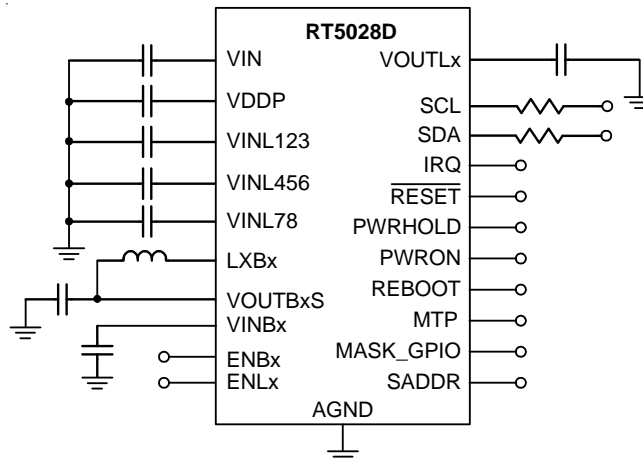 RT5028D
VIN
VDDP
VINL123
VINL456
VINL78
LXBx
VOUTBxS
VINBx
ENBx
ENLx
VOUTLx
SCL
SDA
IRQ
RESET
PWRHOLD
PWRON
REBOOT
MTP
MASK_GPIO
SADDR
AGND